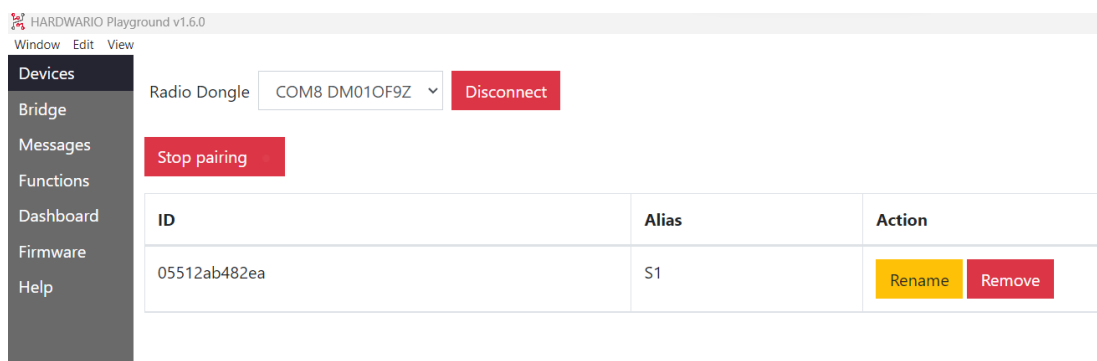 HARDWARIO Playground v1.6.0
Window Edit View
Devices
Bridge
Messages
Functions
Dashboard
Firmware
Help
Radio Dongle COM8 DM01OF9Z Disconnect
Stop pairing
ID Alias Action
05512ab482ea S1 Rename Remove